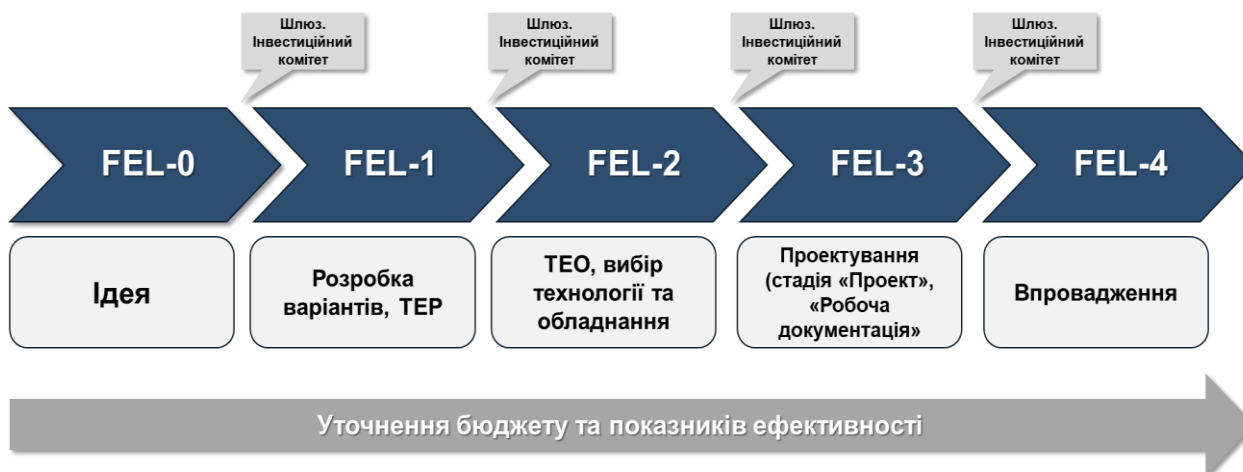 Шлюз.
Інвестиційний
комітет
Шлюз.
Інвестиційний
комітет
Шлюз.
Інвестиційний
комітет
Шлюз.
Інвестиційний
комітет
FEL-0
FEL-1
FEL-2
FEL-3
FEL-4
Ідея
Розробка
варіантів, ТЕР
ТЕО, вибір
технології та
обладнання
Проектування
(стадія «Проект»,
«Робоча
документація»
Впровадження
Уточнення бюджету та показників ефективності